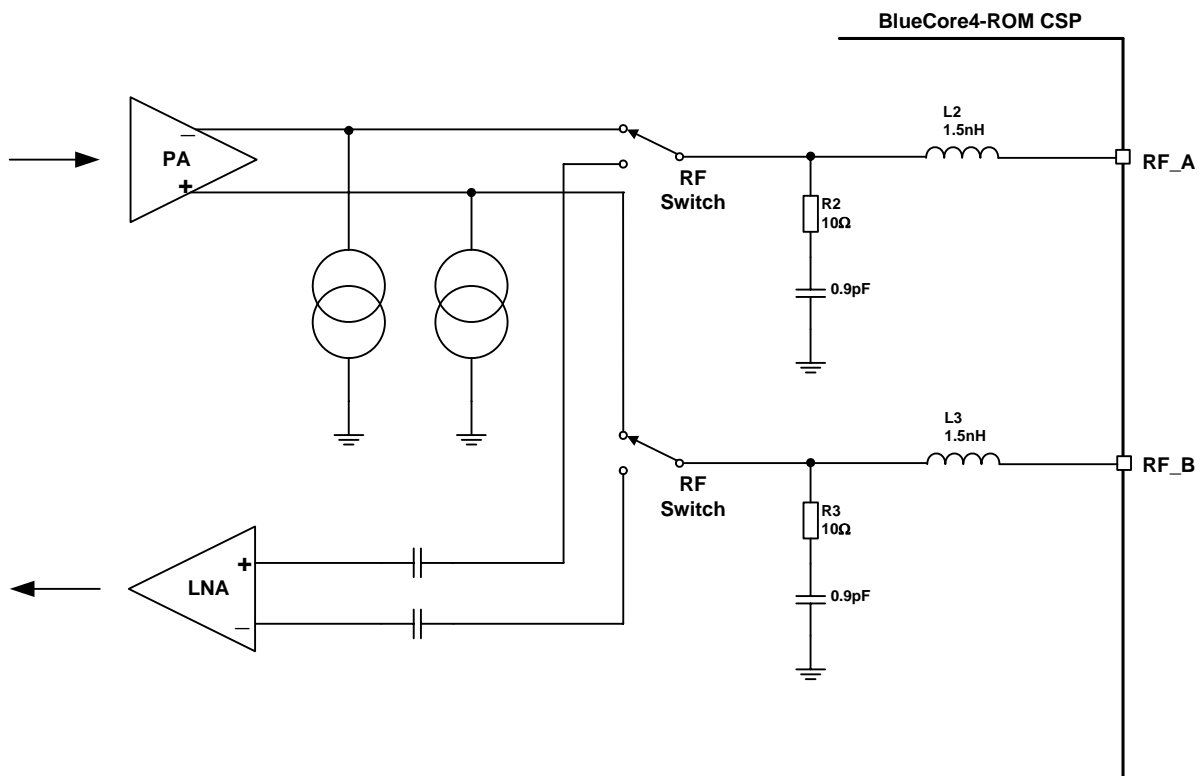 BlueCore4-ROM CSP
L2
1.5nH
–
PA
+
RF_A
RF
Switch
R2
10Ω
0.9pF
L3
1.5nH
RF_B
RF
Switch
R3
10Ω
0.9pF
+
LNA
–